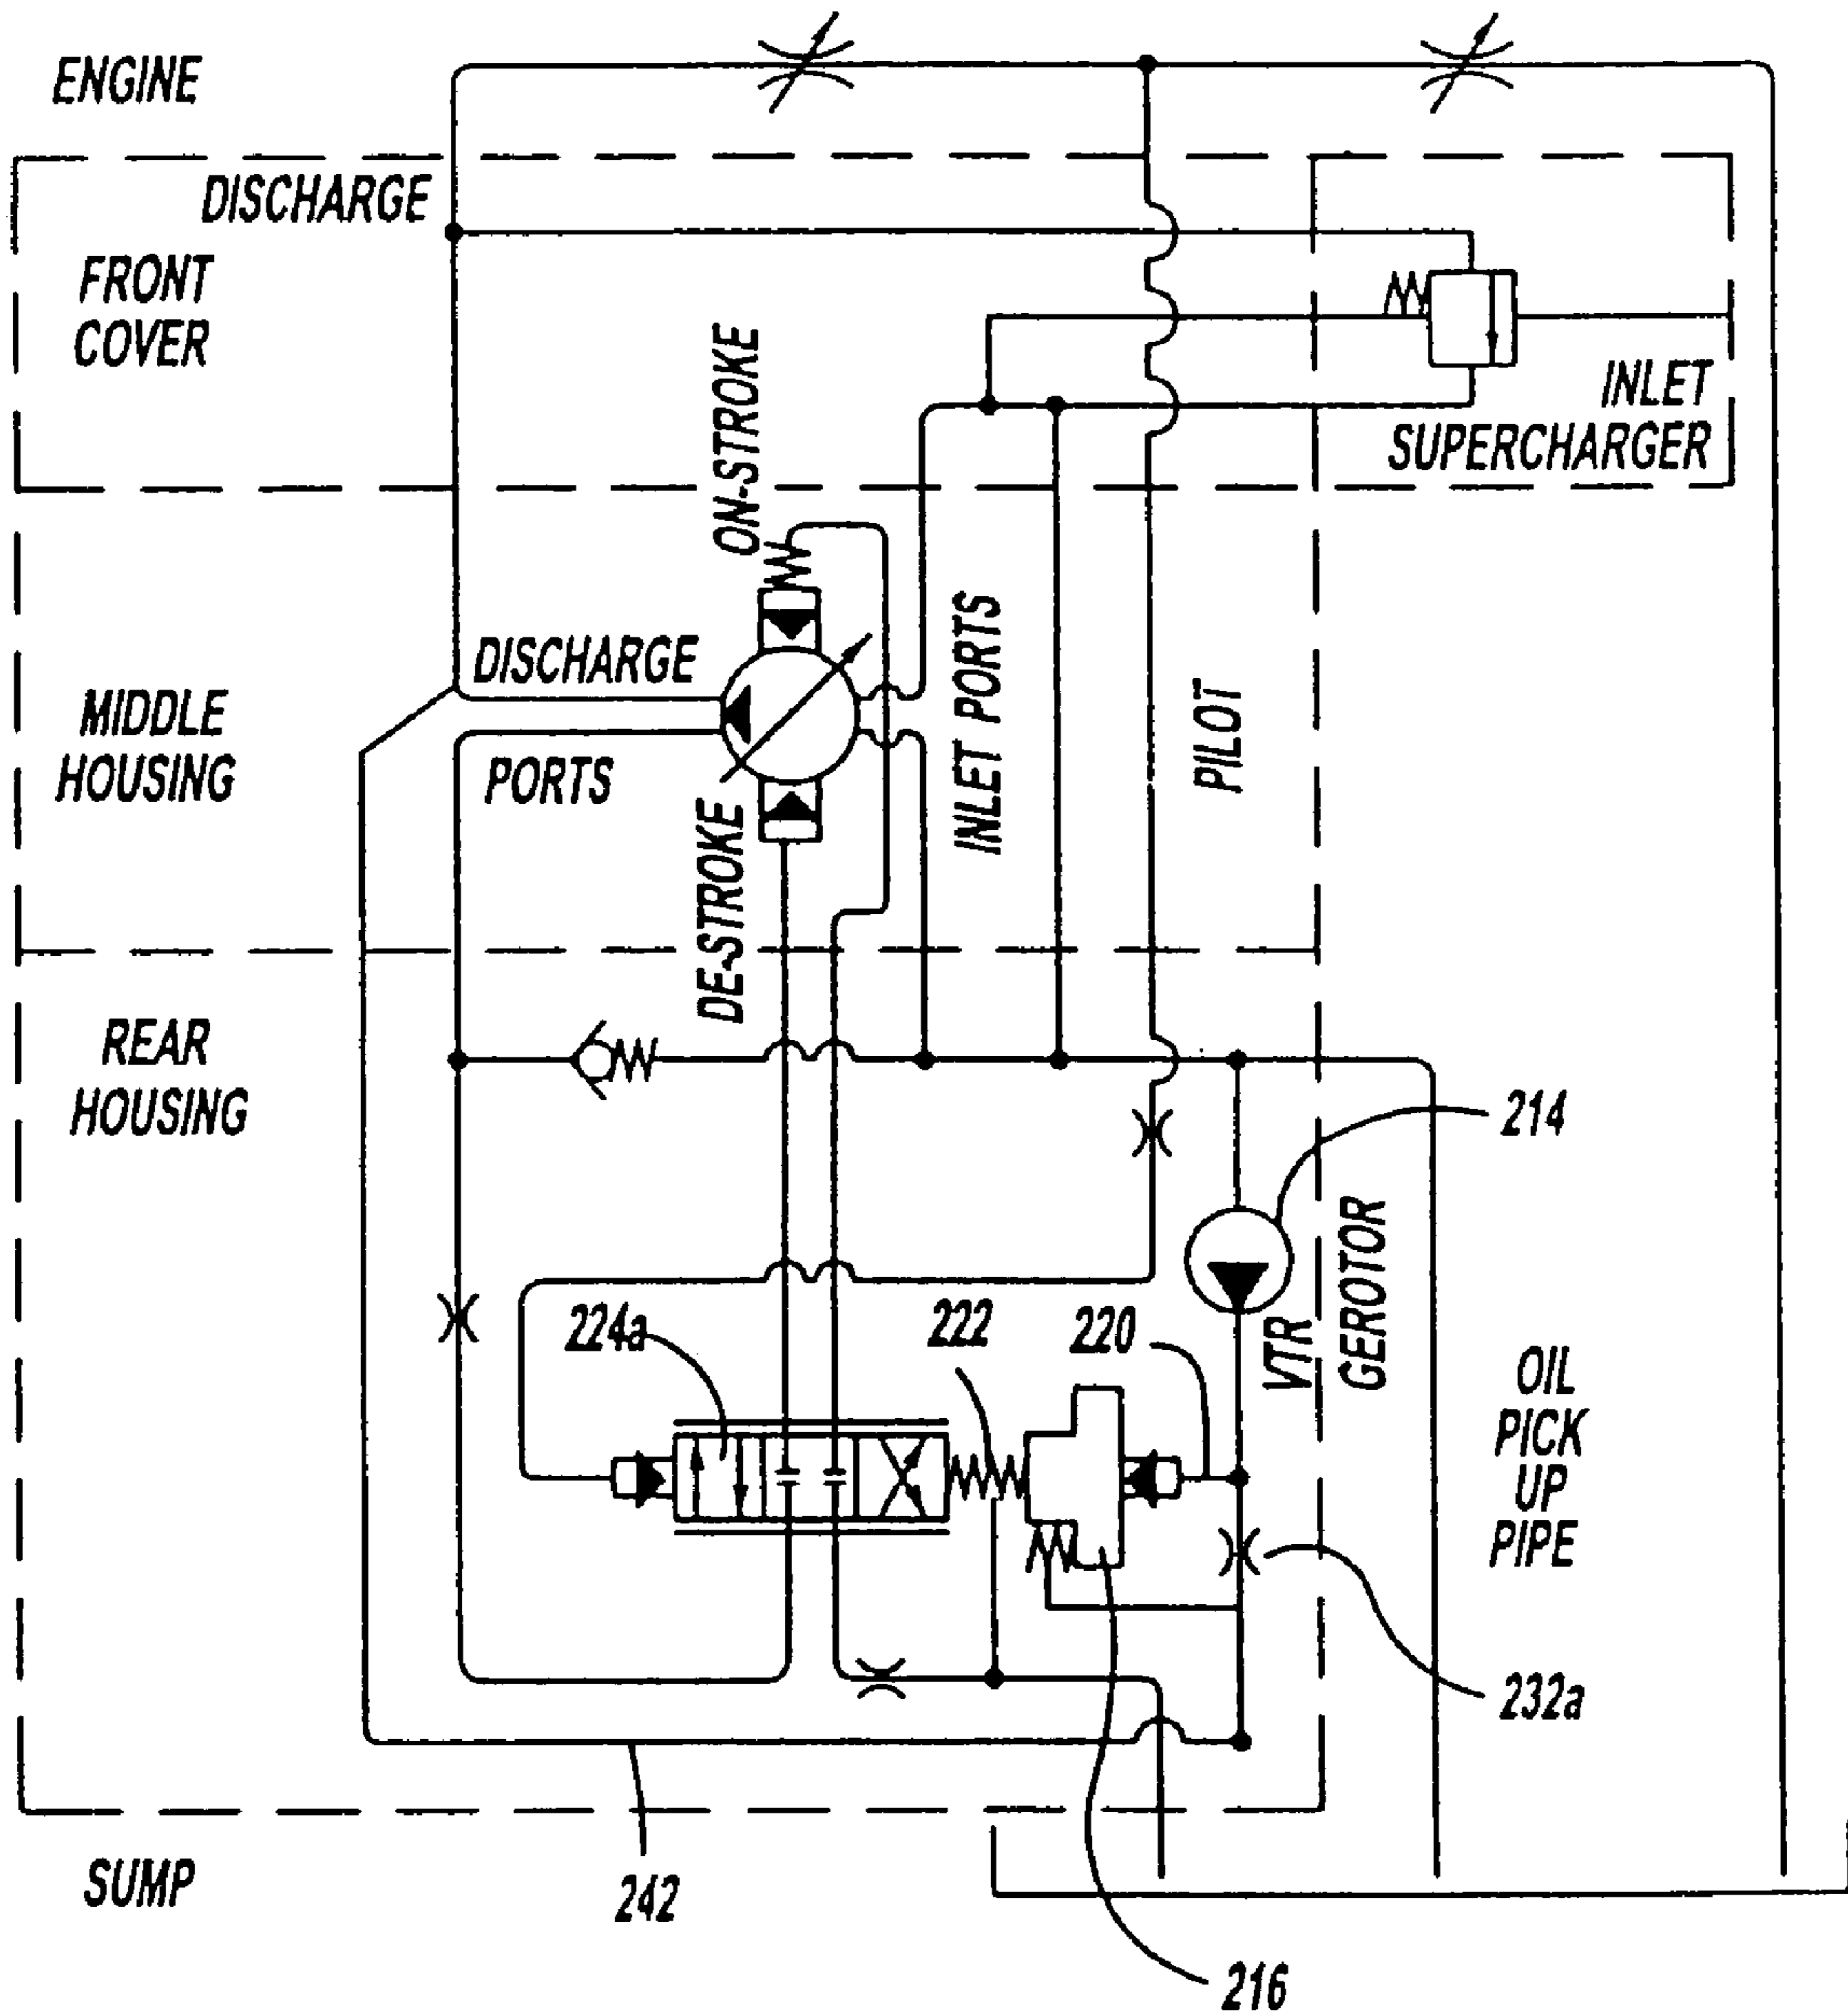 ENGINE
DISCHARGE
FRONT
COVER
ON-STROKE
INLET
SUPERCHARGER
DISCHARGE
PORTS
INLET PORTS
PILOT
MIDDLE
HOUSING
DE-STROKE
REAR
HOUSING
214
224a
222
220
VTR
GEROTOR
OIL
PICK
UP
PIPE
232a
SUMP
242
216